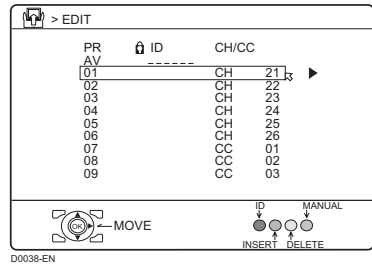 > EDIT
PR ID CH/CC
AV ______
01 CH 21
02 CH 22
03 CH 23
04 CH 24
05 CH 25
06 CH 26
07 CC 01
08 CC 02
09 CC 03
ID MANUAL
OK MOVE
INSERT DELETE
D0038-EN